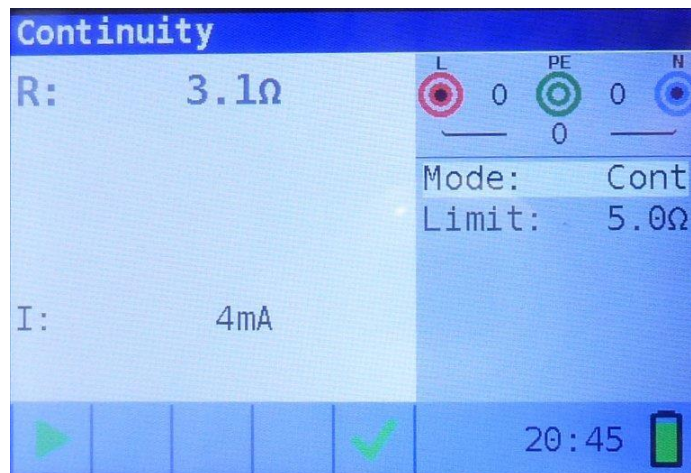 Continuity
R: 3.1Ω
L PE N
0 0
0
Mode: Cont
Limit: 5.0Ω
I: 4mA
20:45